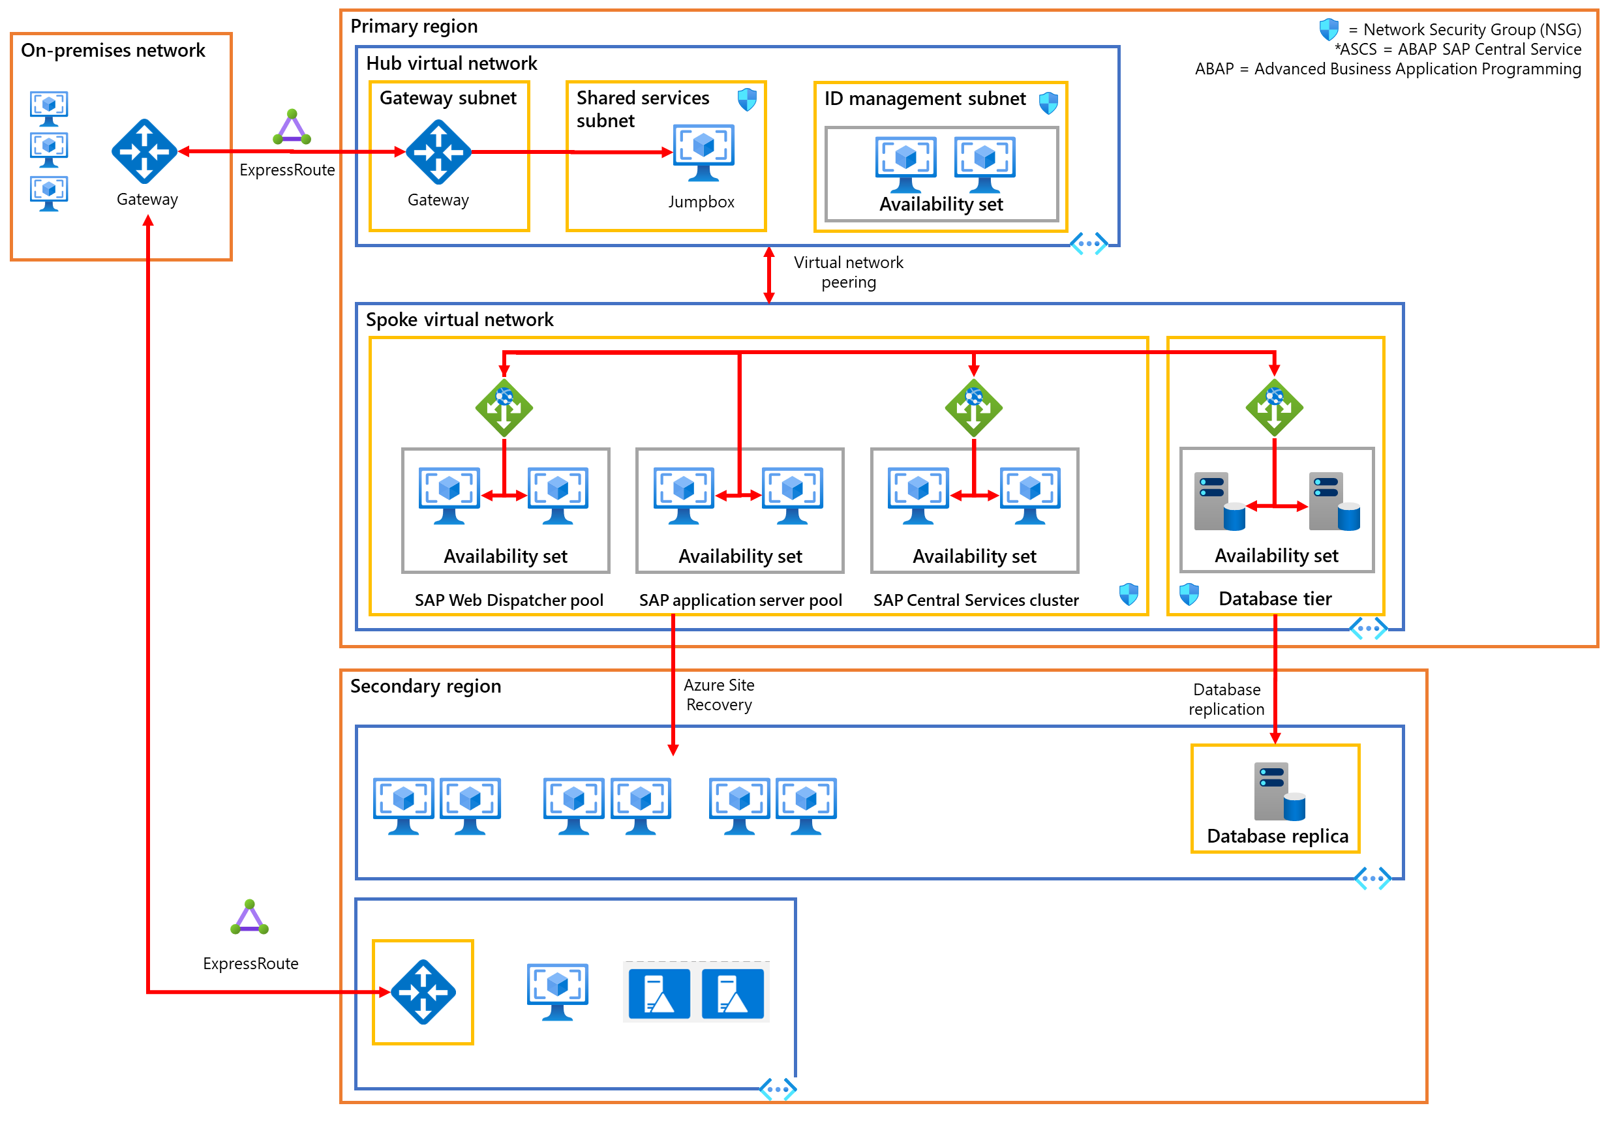 Primary region
= Network Security Group (NSG)
*ASCS = ABAP SAP Central Service
ABAP = Advanced Business Application Programming
On-premises network
Gateway
ExpressRoute
Hub virtual network
Gateway subnet
Gateway
Shared services
subnet
Jumpbox
ID management subnet
Availability set
Virtual network
peering
Spoke virtual network
Availability set
SAP Web Dispatcher pool
Availability set
SAP application server pool
Availability set
SAP Central Services cluster
Availability set
Database tier
Secondary region
Azure Site
Recovery
Database
replication
Database replica
ExpressRoute